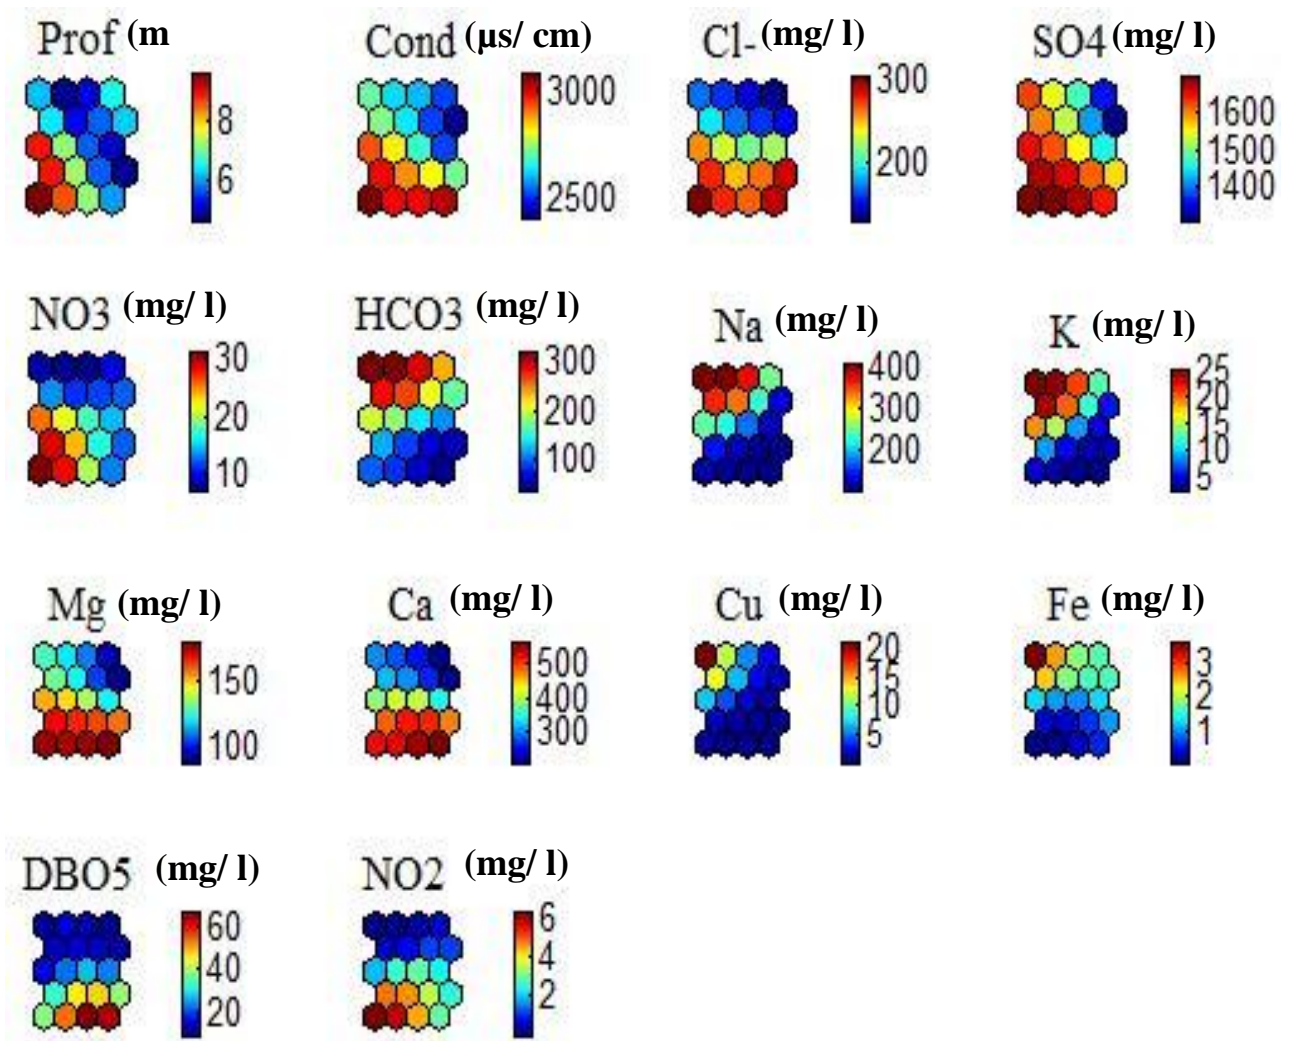 Prof (m
8
6
Cond (µs/ cm)
3000
2500
Cl- (mg/ l)
300
200
SO4 (mg/ l)
1600
1500
1400
NO3 (mg/ l)
30
20
10
HCO3 (mg/ l)
300
200
100
Na (mg/ l)
400
300
200
K (mg/ l)
25
20
15
10
5
Mg (mg/ l)
150
100
Ca (mg/ l)
500
400
300
Cu (mg/ l)
20
15
10
5
Fe (mg/ l)
3
2
1
DBO5 (mg/ l)
60
40
20
NO2 (mg/ l)
6
4
2